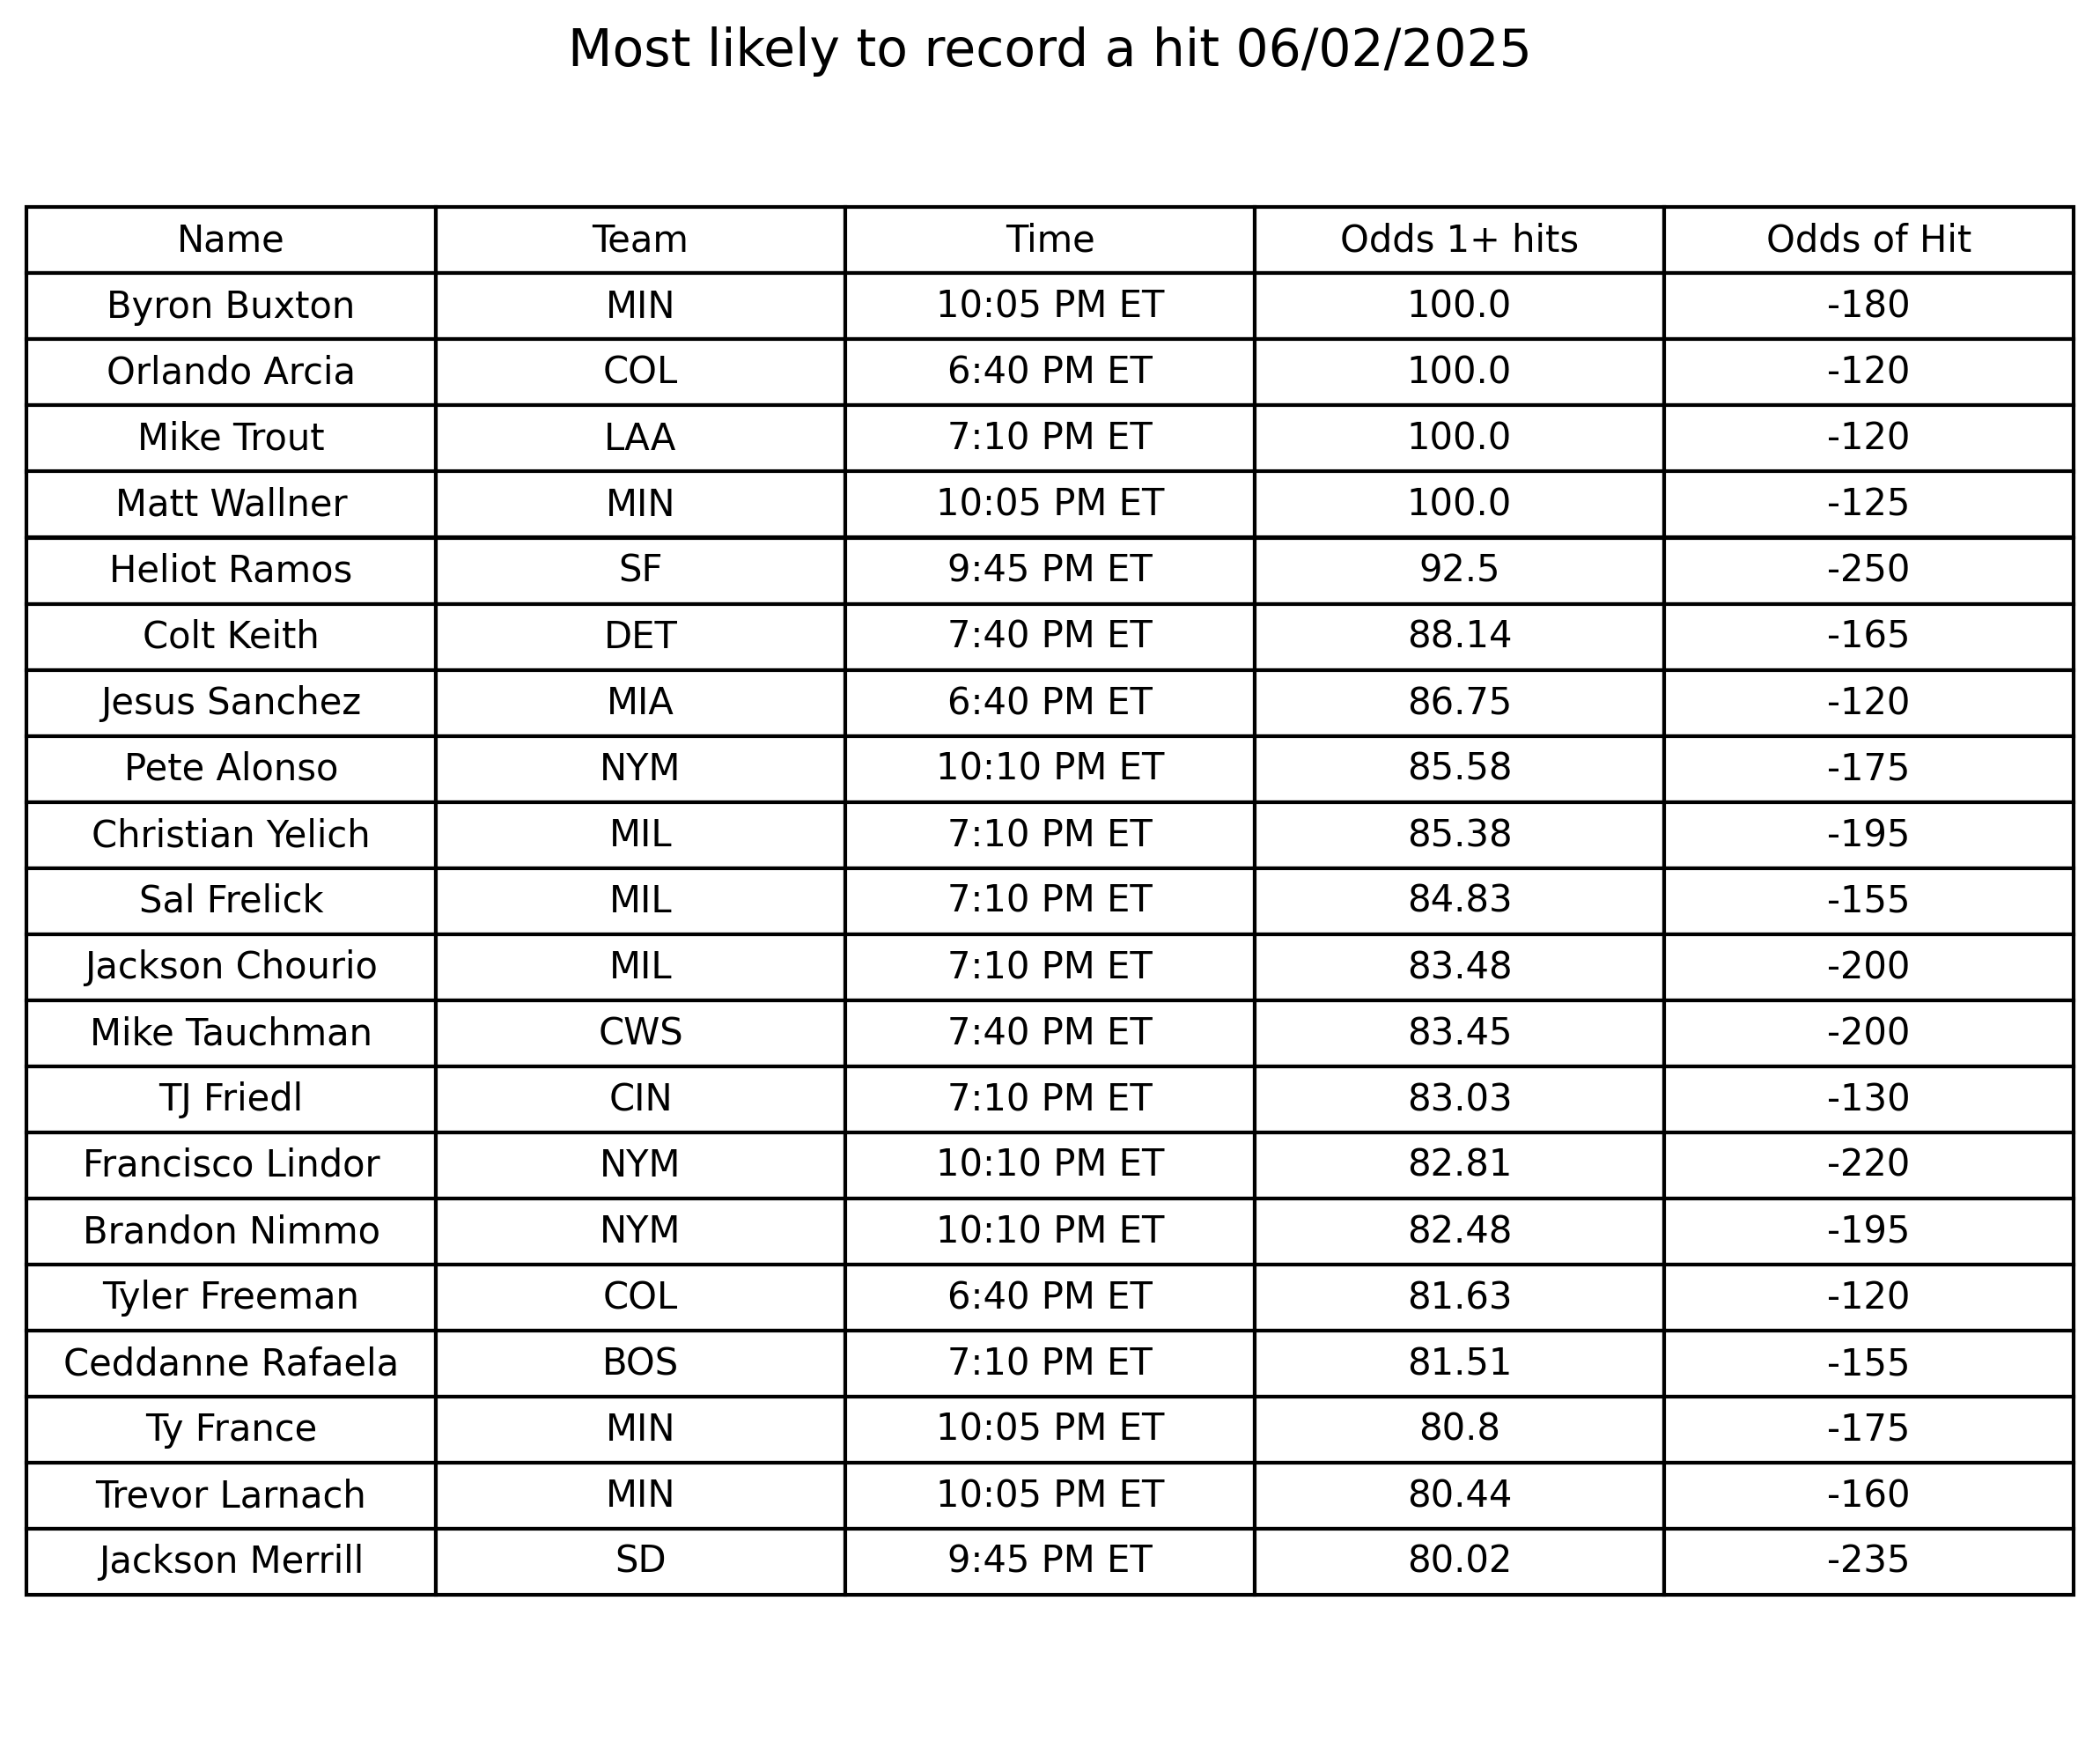 Most likely to record a hit 06/02/2025
Name Team Time Odds 1+ hits Odds of Hit
Byron Buxton MIN 10:05 PM ET 100.0 -180
Orlando Arcia COL 6:40 PM ET 100.0 -120
Mike Trout LAA 7:10 PM ET 100.0 -120
Matt Wallner MIN 10:05 PM ET 100.0 -125
Heliot Ramos SF 9:45 PM ET 92.5 -250
Colt Keith DET 7:40 PM ET 88.14 -165
Jesus Sanchez MIA 6:40 PM ET 86.75 -120
Pete Alonso NYM 10:10 PM ET 85.58 -175
Christian Yelich MIL 7:10 PM ET 85.38 -195
Sal Frelick MIL 7:10 PM ET 84.83 -155
Jackson Chourio MIL 7:10 PM ET 83.48 -200
Mike Tauchman CWS 7:40 PM ET 83.45 -200
TJ Friedl CIN 7:10 PM ET 83.03 -130
Francisco Lindor NYM 10:10 PM ET 82.81 -220
Brandon Nimmo NYM 10:10 PM ET 82.48 -195
Tyler Freeman COL 6:40 PM ET 81.63 -120
Ceddanne Rafaela BOS 7:10 PM ET 81.51 -155
Ty France MIN 10:05 PM ET 80.8 -175
Trevor Larnach MIN 10:05 PM ET 80.44 -160
Jackson Merrill SD 9:45 PM ET 80.02 -235